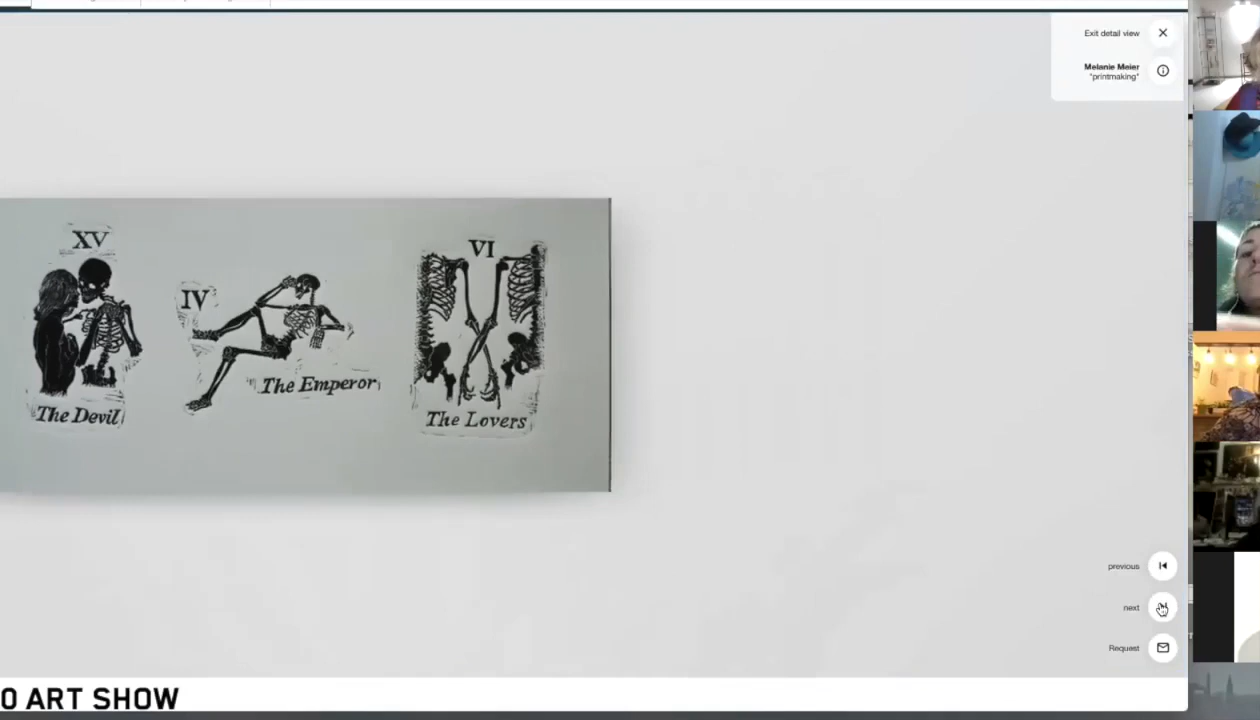 Exit detail view
Melanie Meier
"printmaking"
XV
The Devil
IV
The Emperor
VI
The Lovers
previous
next
Request
0 ART SHOW